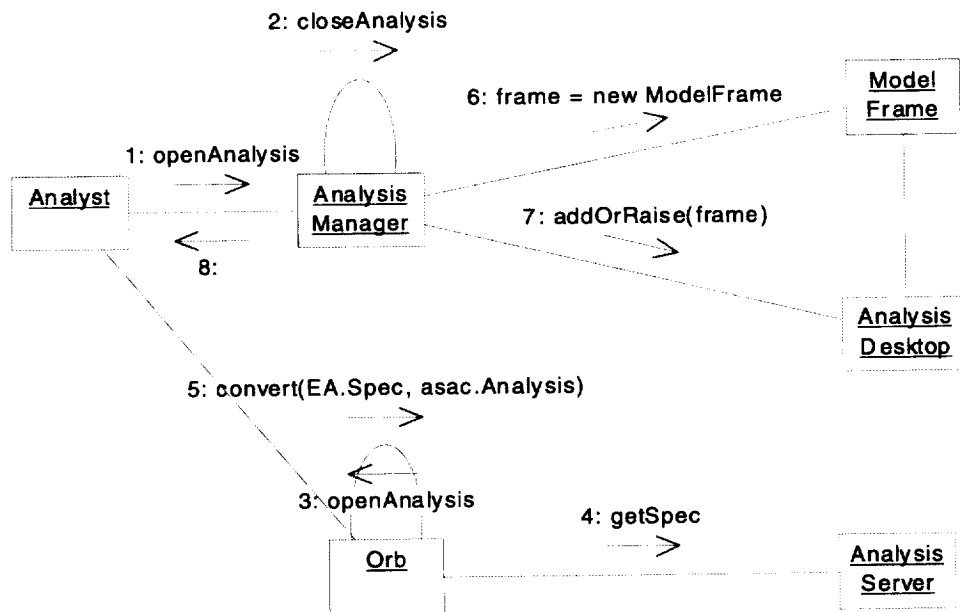 2: closeAnalysis
6: frame = new ModelFrame
Model
Frame
1: openAnalysis
Analyst
Analysis
Manager
7: addOrRaise(frame)
8:
Analysis
Desktop
5: convert(EA.Spec, asac.Analysis)
3: openAnalysis
4: getSpec
Orb
Analysis
Server